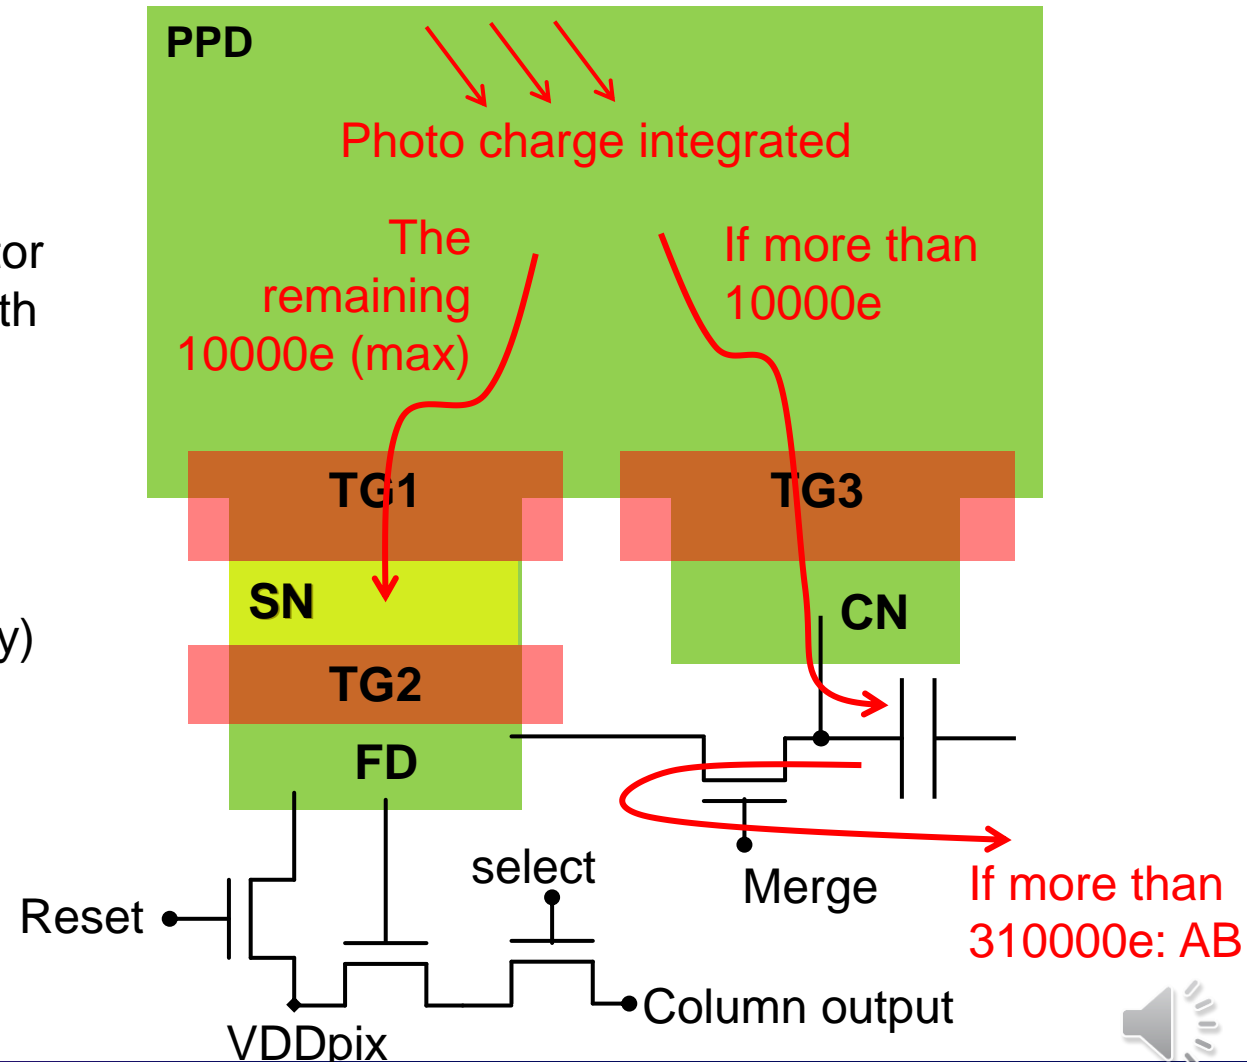 PPD
Photo charge integrated
The
remaining
10000e (max)
If more than
10000e
tor
th
TG1
TG3
SN
CN
y)
TG2
FD
select
Merge
Reset
If more than
310000e: AB
Column output
VDDpix